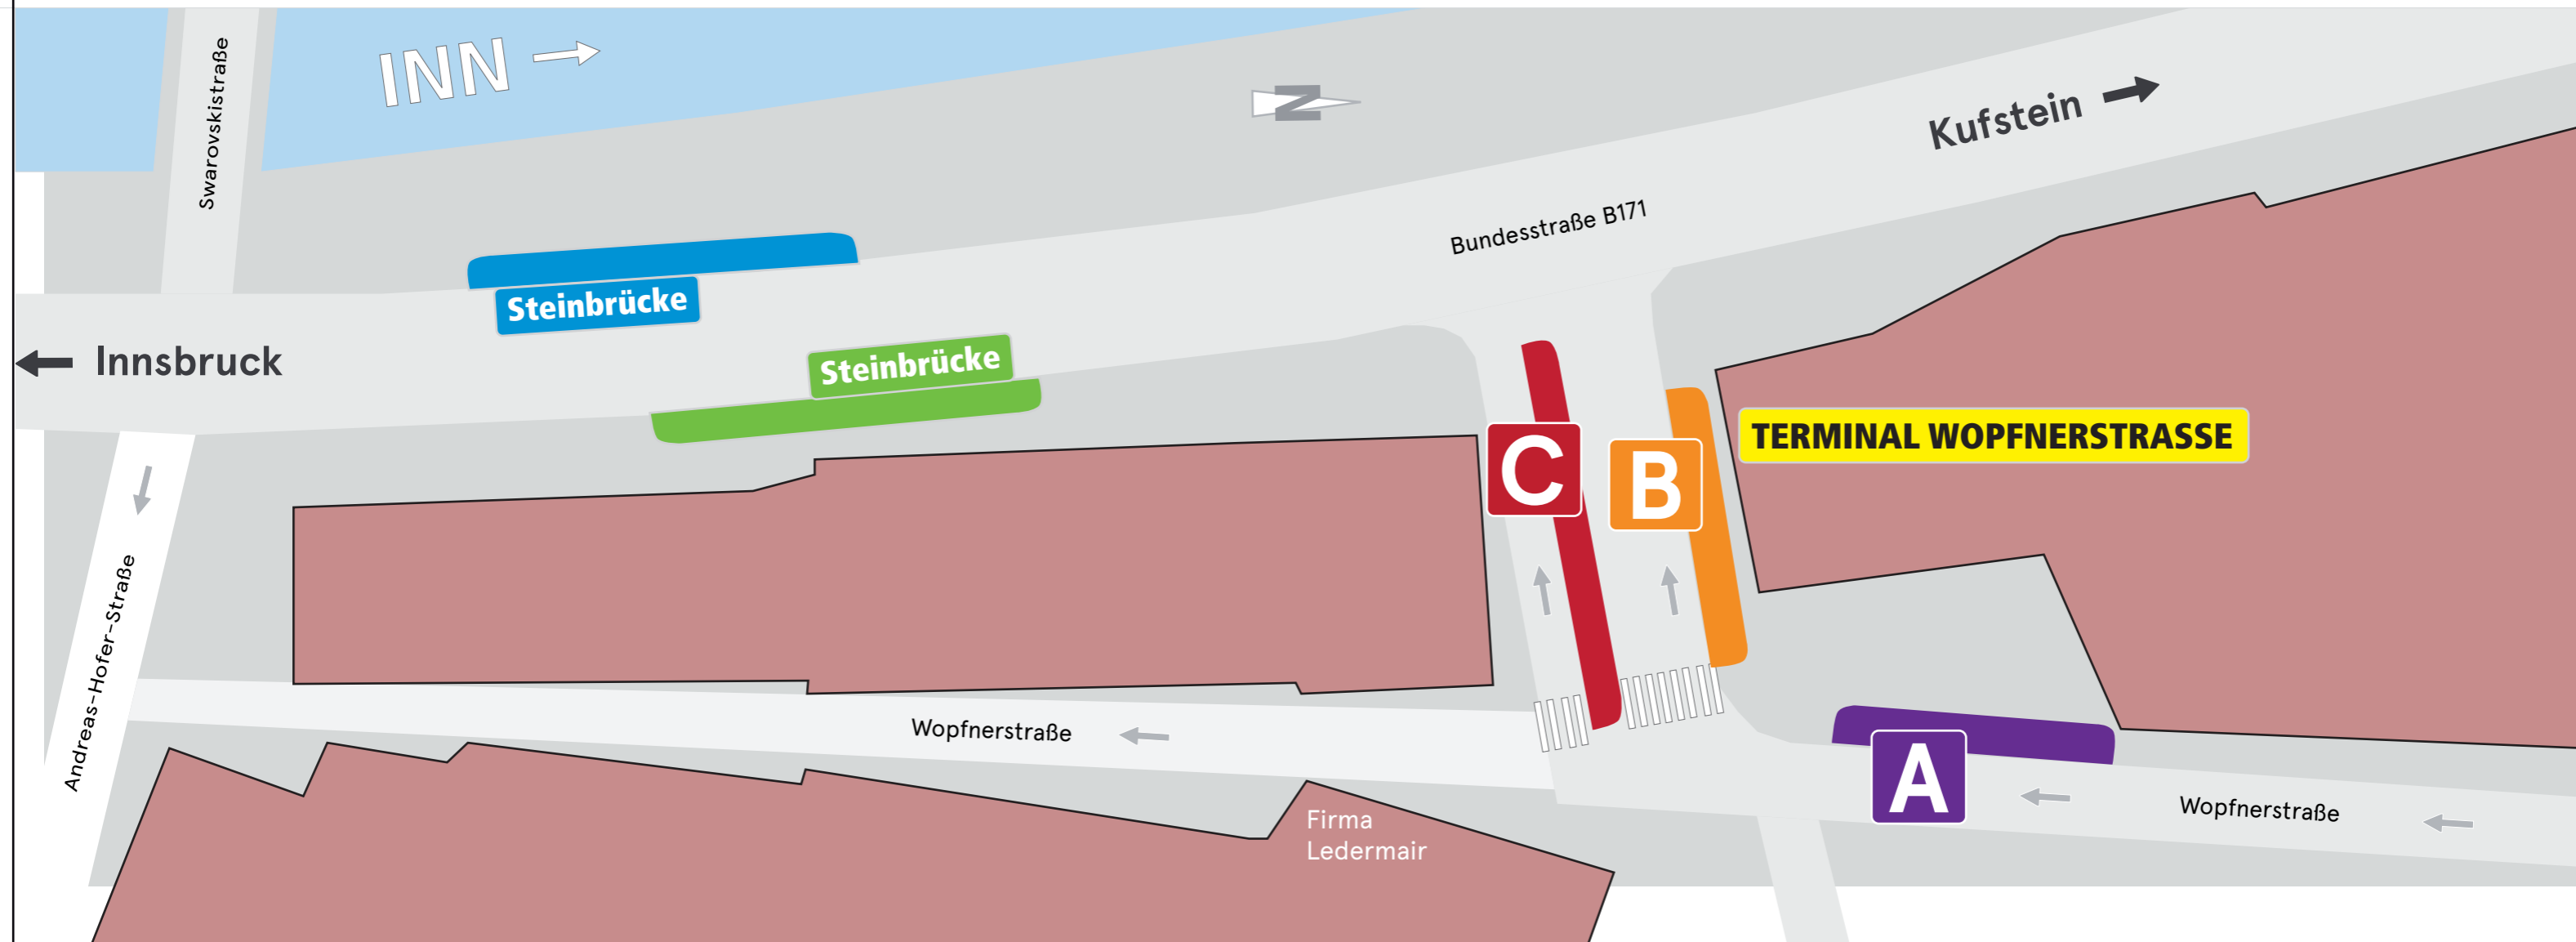 Swarovskistraße
INN
N
Kufstein
Bundesstraße B171
Steinbrücke
Steinbrücke
Innsbruck
TERMINAL WOPFNERSTRASSE
C
B
Andreas-Hofer-Straße
Wopfnerstraße
A
Wopfnerstraße
Firma
Ledermair